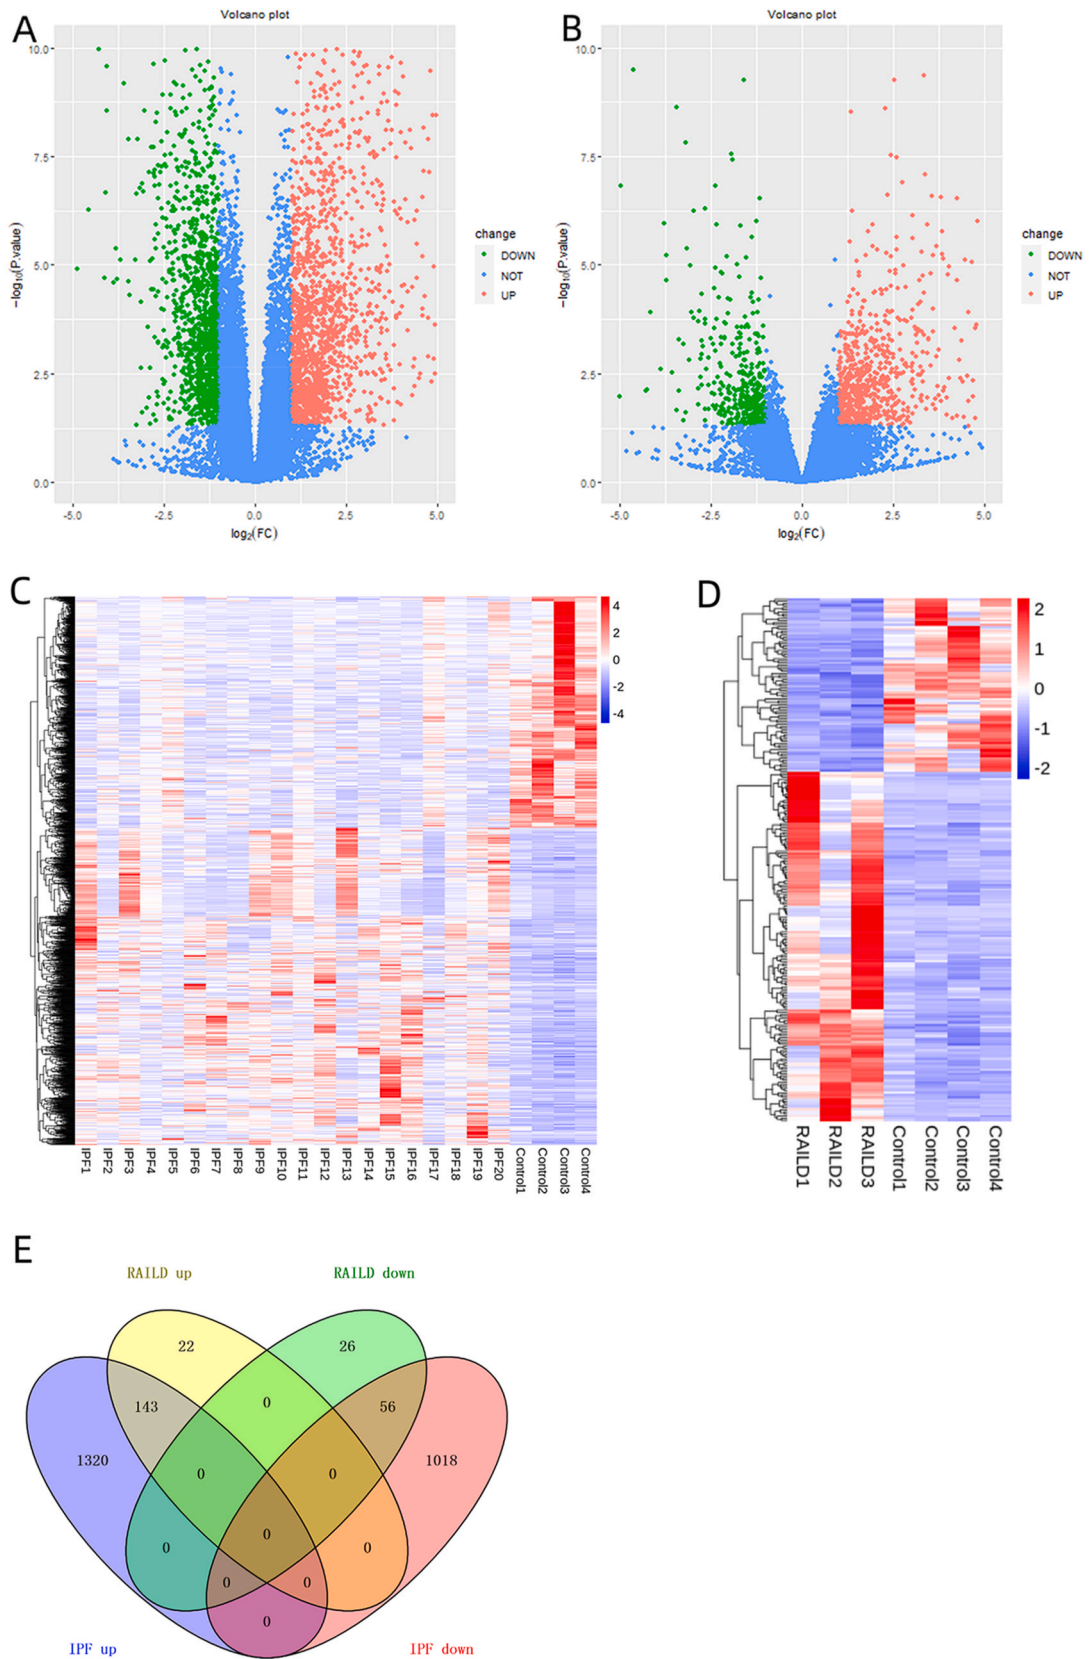 A
Volcano plot
10.0
7.5
5.0
2.5
0.0
−log10(P.value)
-5.0 -2.5 0.0 2.5 5.0
log2(FC)
change
DOWN
NOT
UP
B
Volcano plot
10.0
7.5
5.0
2.5
0.0
−log10(P.value)
-5.0 -2.5 0.0 2.5 5.0
log2(FC)
change
DOWN
NOT
UP
C
4
2
0
-2
-4
IPF1 IPF2 IPF3 IPF4 IPF5 IPF6 IPF7 IPF8 IPF9 IPF10 IPF11 IPF12 IPF13 IPF14 IPF15 IPF16 IPF17 IPF18 IPF19 IPF20 Control1 Control2 Control3 Control4
D
2
1
0
-1
-2
RAILD1 RAILD2 RAILD3 Control1 Control2 Control3 Control4
E
RAILD up RAILD down
22 26
0
143 56
1320 1018
0 0
0
0 0
0 0
0
IPF up IPF down